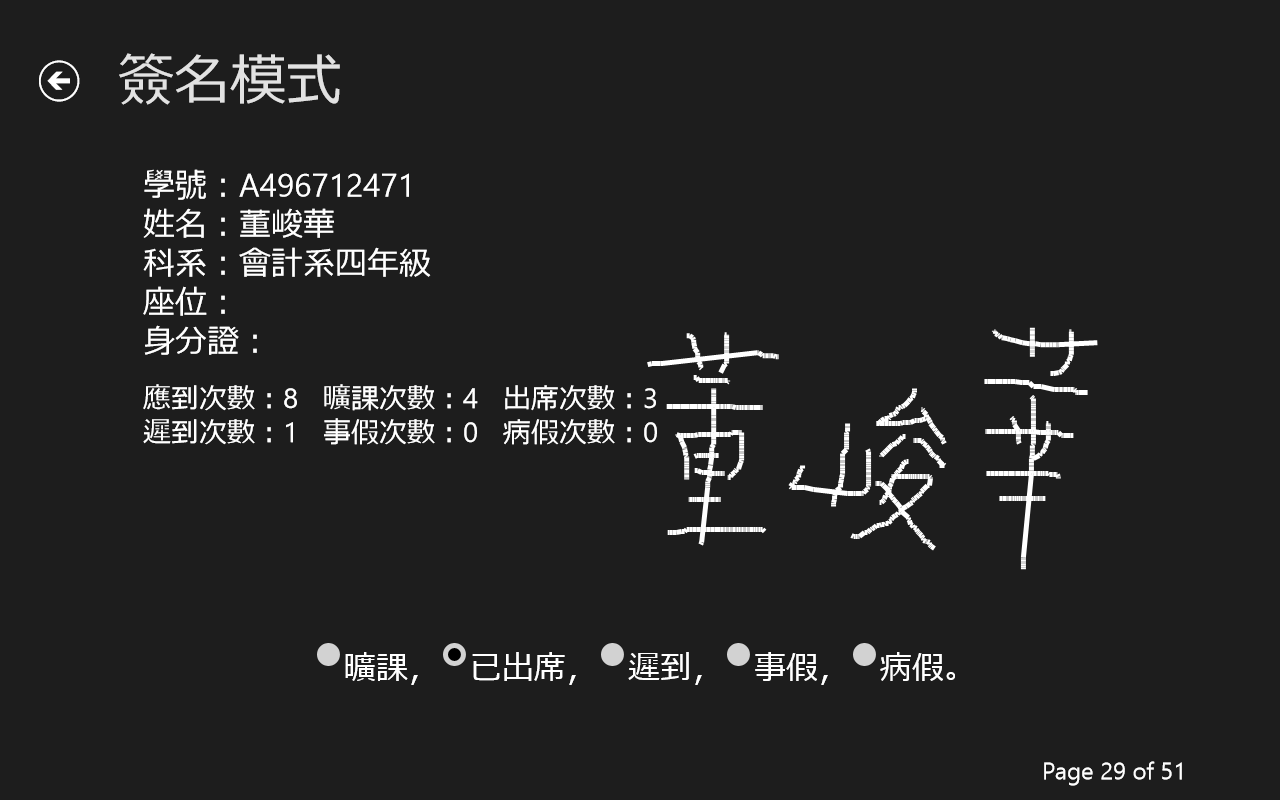 簽名模式
學號：A496712471
姓名：董峻華
科系：會計系四年級
座位：
身分證：
應到次數：8 曠課次數：4 出席次數：3
遲到次數：1 事假次數：0 病假次數：0
董峻華
曠課， 已出席， 遲到， 事假， 病假。
Page 29 of 51